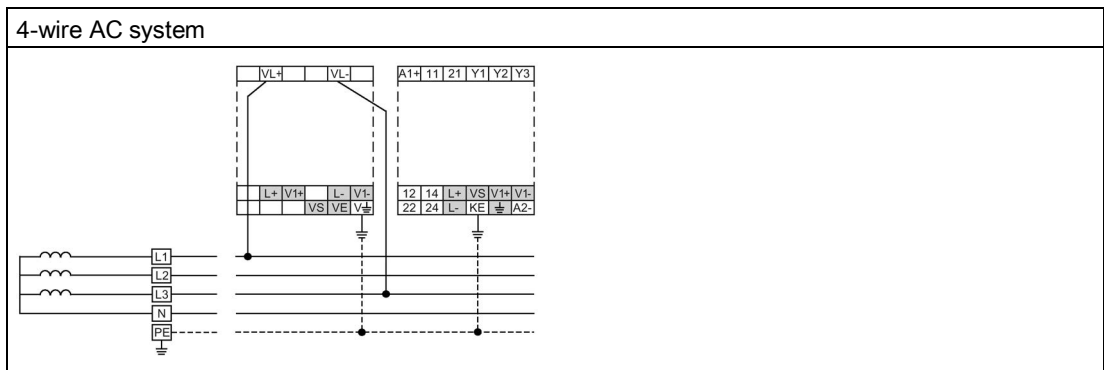 4-wire AC system
VL+ VL- A1+ 11 21 Y1 Y2 Y3
L+ V1+ L- V1- 12 14 L+ VS V1+ V1-
VS VE V⏚ 22 24 L- KE ⏚ A2-
L1
L2
L3
N
PE